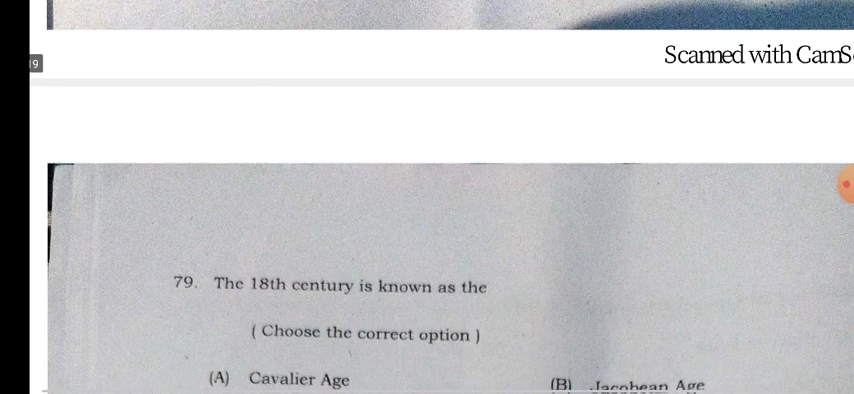 Scanned with CamS
19
79. The 18th century is known as the
( Choose the correct option )
(A) Cavalier Age
(B) Jacobean Age